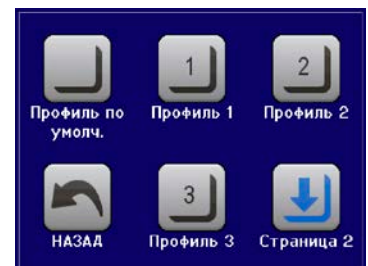 1
2
Профиль по
умолч.
Профиль 1
Профиль 2
3
НАЗАД
Профиль 3
Страница 2